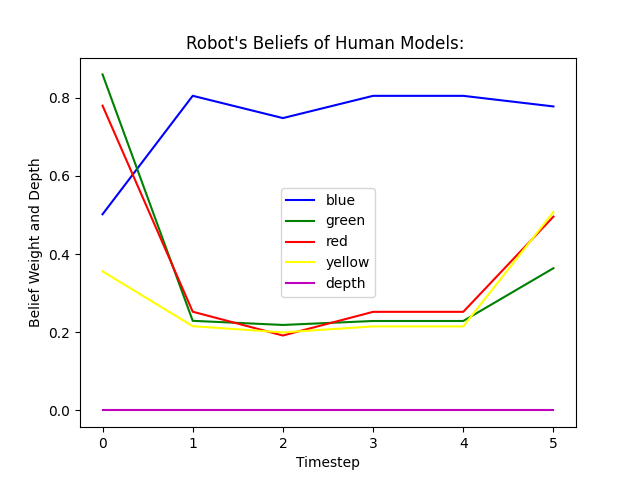 Robot's Beliefs of Human Models:
Belief Weight and Depth
0.8
0.6
0.4
0.2
0.0
blue
green
red
yellow
depth
0 1 2 3 4 5
Timestep